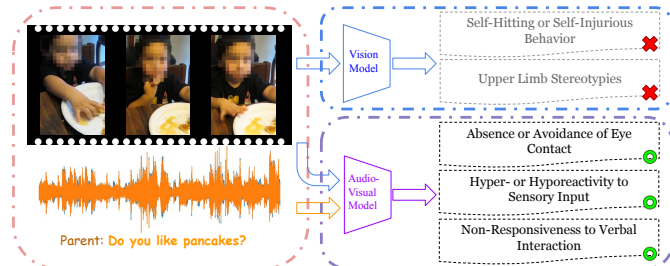 Self-Hitting or Self-Injurious
Behavior
Vision
Model
Upper Limb Stereotypies
Absence or Avoidance of Eye
Contact
Audio-
Visual
Model
Hyper- or Hyporeactivity to
Sensory Input
Non-Responsiveness to Verbal
Interaction
Parent: Do you like pancakes?